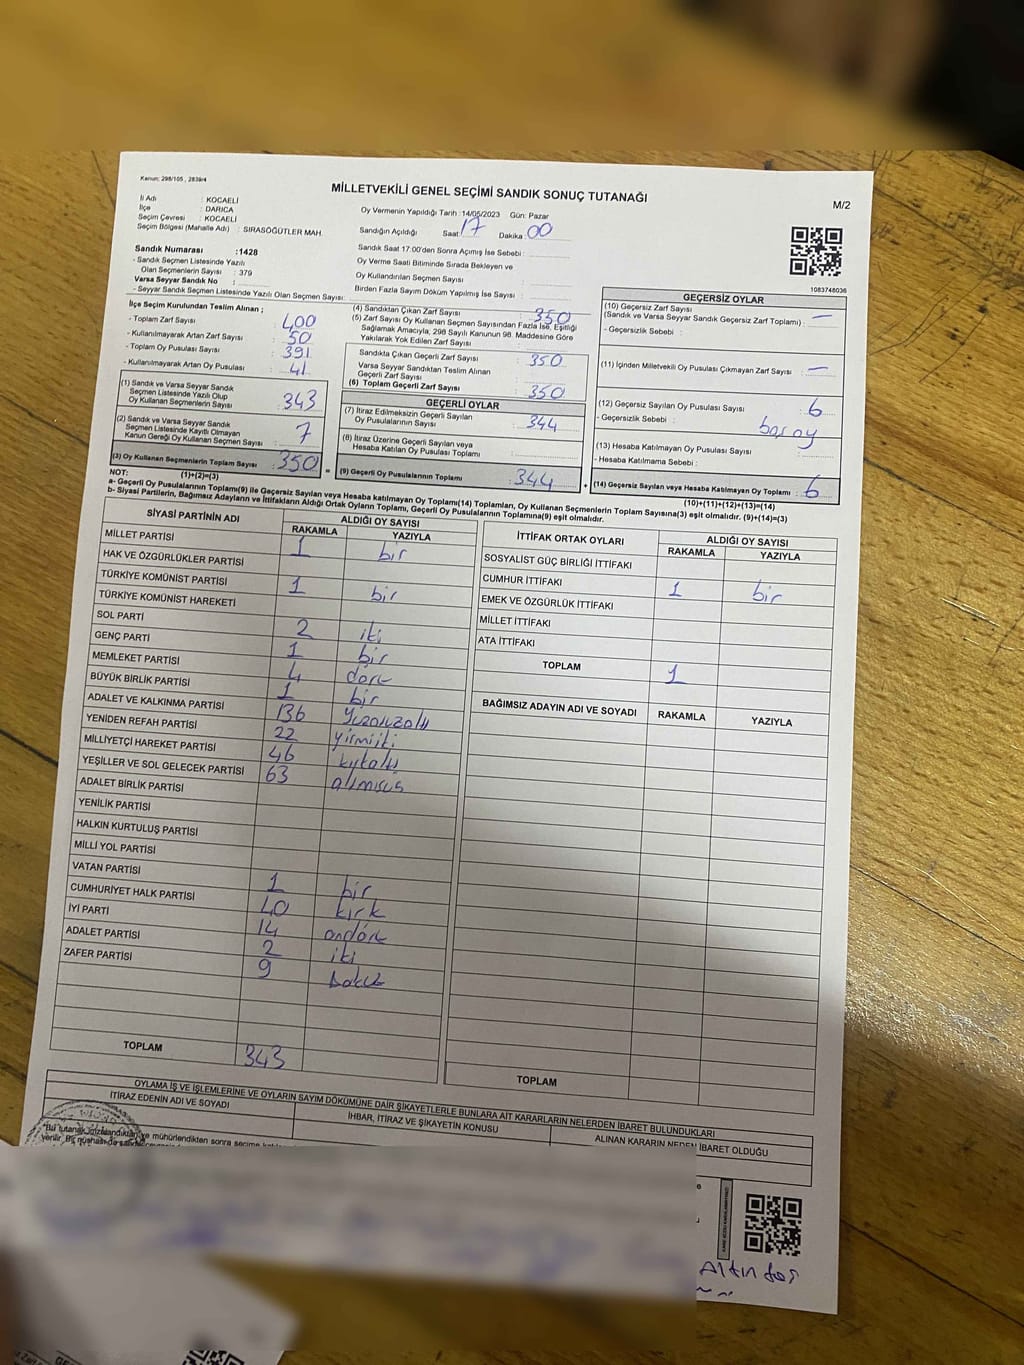 Kanun: 298/105 , 2839/4
MİLLETVEKİLİ GENEL SEÇİMİ SANDIK SONUÇ TUTANAĞI
M/2
İl Adı : KOCAELİ
İlçe : DARICA
Seçim Çevresi : KOCAELİ
Seçim Bölgesi (Mahalle Adı) : SIRASÖĞÜTLER MAH.
Oy Vermenin Yapıldığı Tarih :14/05/2023 Gün: Pazar
Sandığın Açıldığı Saat: 17 Dakika: 00
Sandık Saat 17:00'den Sonra Açımış İse Sebebi :
Oy Verme Saati Bitiminde Sırada Bekleyen ve
Oy Kullandırılan Seçmen Sayısı :
Birden Fazla Sayım Döküm Yapılmış İse Sayısı :
Sandık Numarası :1428
- Sandık Seçmen Listesinde Yazılı
Olan Seçmenlerin Sayısı : 379
Varsa Seyyar Sandık No :
- Seyyar Sandık Seçmen Listesinde Yazılı Olan Seçmen Sayısı:
1083748036
İlçe Seçim Kurulundan Teslim Alınan ;
- Toplam Zarf Sayısı : 400
- Kullanılmayarak Artan Zarf Sayısı : 50
- Toplam Oy Pusulası Sayısı : 391
- Kullanılmayarak Artan Oy Pusulası : 41
(1) Sandık ve Varsa Seyyar Sandık
Seçmen Listesinde Yazılı Olup
Oy Kullanan Seçmenlerin Sayısı : 343
(2) Sandık ve Varsa Seyyar Sandık
Seçmen Listesinde Kayıtlı Olmayan
Kanun Gereği Oy Kullanan Seçmen Sayısı : 7
(3) Oy Kullanan Seçmenlerin Toplam Sayısı : 350
(1)+(2)=(3)
(4) Sandıktan Çıkan Zarf Sayısı : 350
(5) Zarf Sayısı Oy Kullanan Seçmen Sayısından Fazla İse, Eşitliği
Sağlamak Amacıyla, 298 Sayılı Kanunun 98. Maddesine Göre
Yakılarak Yok Edilen Zarf Sayısı :
Sandıkta Çıkan Geçerli Zarf Sayısı : 350
Varsa Seyyar Sandıktan Teslim Alınan
Geçerli Zarf Sayısı :
(6) Toplam Geçerli Zarf Sayısı : 350
GEÇERLİ OYLAR
(7) İtiraz Edilmeksizin Geçerli Sayılan
Oy Pusulalarının Sayısı : 344
(8) İtiraz Üzerine Geçerli Sayılan veya
Hesaba Katılan Oy Pusulası Toplamı :
(9) Geçerli Oy Pusulalarının Toplamı : 344
GEÇERSİZ OYLAR
(10) Geçersiz Zarf Sayısı
(Sandık ve Varsa Seyyar Sandık Geçersiz Zarf Toplamı) : —
- Geçersizlik Sebebi :
(11) İçinden Milletvekili Oy Pusulası Çıkmayan Zarf Sayısı : —
(12) Geçersiz Sayılan Oy Pusulası Sayısı : 6
- Geçersizlik Sebebi : boş oy
(13) Hesaba Katılmayan Oy Pusulası Sayısı :
- Hesaba Katılmama Sebebi :
(14) Geçersiz Sayılan veya Hesaba Katılmayan Oy Toplamı : 6
(10)+(11)+(12)+(13)=(14)
NOT:
a- Geçerli Oy Pusulalarının Toplamı(9) ile Geçersiz Sayılan veya Hesaba katılmayan Oy Toplamı(14) Toplamları, Oy Kullanan Seçmenlerin Toplam Sayısına(3) eşit olmalıdır. (9)+(14)=(3)
b- Siyasi Partilerin, Bağımsız Adayların ve İttifakların Aldığı Ortak Oyların Toplamı, Geçerli Oy Pusulalarının Toplamına(9) eşit olmalıdır.
SİYASİ PARTİNİN ADI ALDIĞI OY SAYISI
RAKAMLA YAZIYLA
MİLLET PARTİSİ 1 bir
HAK VE ÖZGÜRLÜKLER PARTİSİ
TÜRKİYE KOMÜNİST PARTİSİ 1 bir
TÜRKİYE KOMÜNİST HAREKETİ
SOL PARTİ 2 iki
GENÇ PARTİ 1 bir
MEMLEKET PARTİSİ 4 dört
BÜYÜK BİRLİK PARTİSİ 1 bir
ADALET VE KALKINMA PARTİSİ 136 Yüzotuzaltı
YENİDEN REFAH PARTİSİ 22 yirmiiki
MİLLİYETÇİ HAREKET PARTİSİ 46 kırkaltı
YEŞİLLER VE SOL GELECEK PARTİSİ 63 altmısüs
ADALET BİRLİK PARTİSİ
YENİLİK PARTİSİ
HALKIN KURTULUŞ PARTİSİ
MİLLİ YOL PARTİSİ
VATAN PARTİSİ 1 bir
CUMHURİYET HALK PARTİSİ 40 kırk
İYİ PARTİ 14 ondört
ADALET PARTİSİ 2 iki
ZAFER PARTİSİ 9 dokuz
TOPLAM 343
İTTİFAK ORTAK OYLARI ALDIĞI OY SAYISI
RAKAMLA YAZIYLA
SOSYALİST GÜÇ BİRLİĞİ İTTİFAKI
CUMHUR İTTİFAKI 1 bir
EMEK VE ÖZGÜRLÜK İTTİFAKI
MİLLET İTTİFAKI
ATA İTTİFAKI
TOPLAM 1
BAĞIMSIZ ADAYIN ADI VE SOYADI RAKAMLA YAZIYLA
TOPLAM
OYLAMA İŞ VE İŞLEMLERİNE VE OYLARIN SAYIM DÖKÜMÜNE DAİR ŞİKAYETLERLE BUNLARA AİT KARARLARIN NELERDEN İBARET BULUNDUKLARI
İTİRAZ EDENİN ADI VE SOYADI
İHBAR, İTİRAZ VE ŞİKAYETİN KONUSU
ALINAN KARARIN NEDEN İBARET OLDUĞU
"Bu tutanak imzalandıktan ve mühürlendikten sonra seçime
verilir. Bir nüshası da sandık
Altıntaş